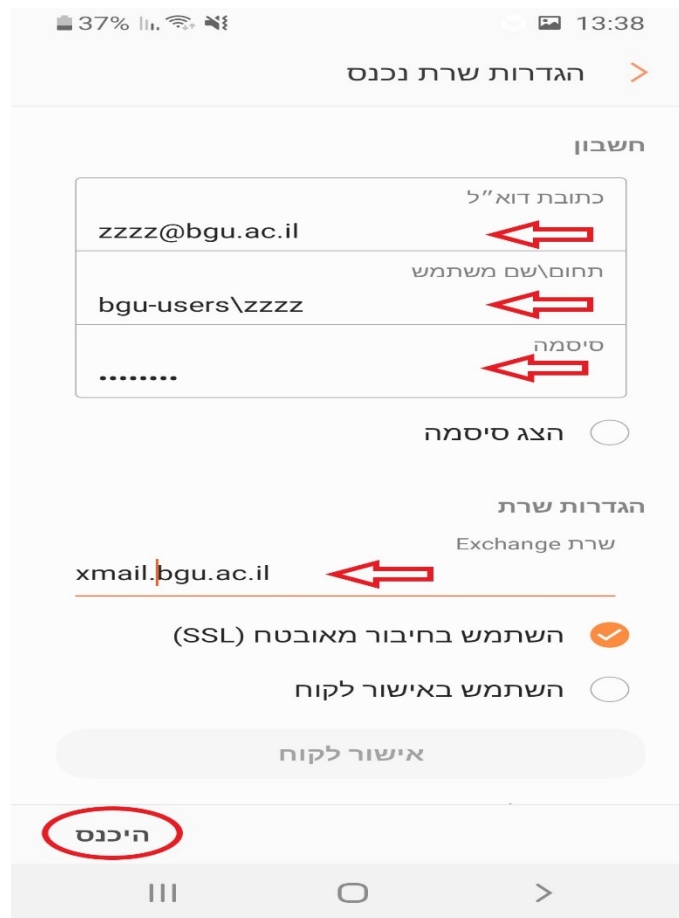 37% 13:38
הגדרות שרת נכנס
חשבון
כתובת דוא״ל
zzzz@bgu.ac.il
תחום\שם משתמש
bgu-users\zzzz
סיסמה
........
הצג סיסמה
הגדרות שרת
שרת Exchange
xmail.bgu.ac.il
השתמש בחיבור מאובטח (SSL)
השתמש באישור לקוח
אישור לקוח
היכנס